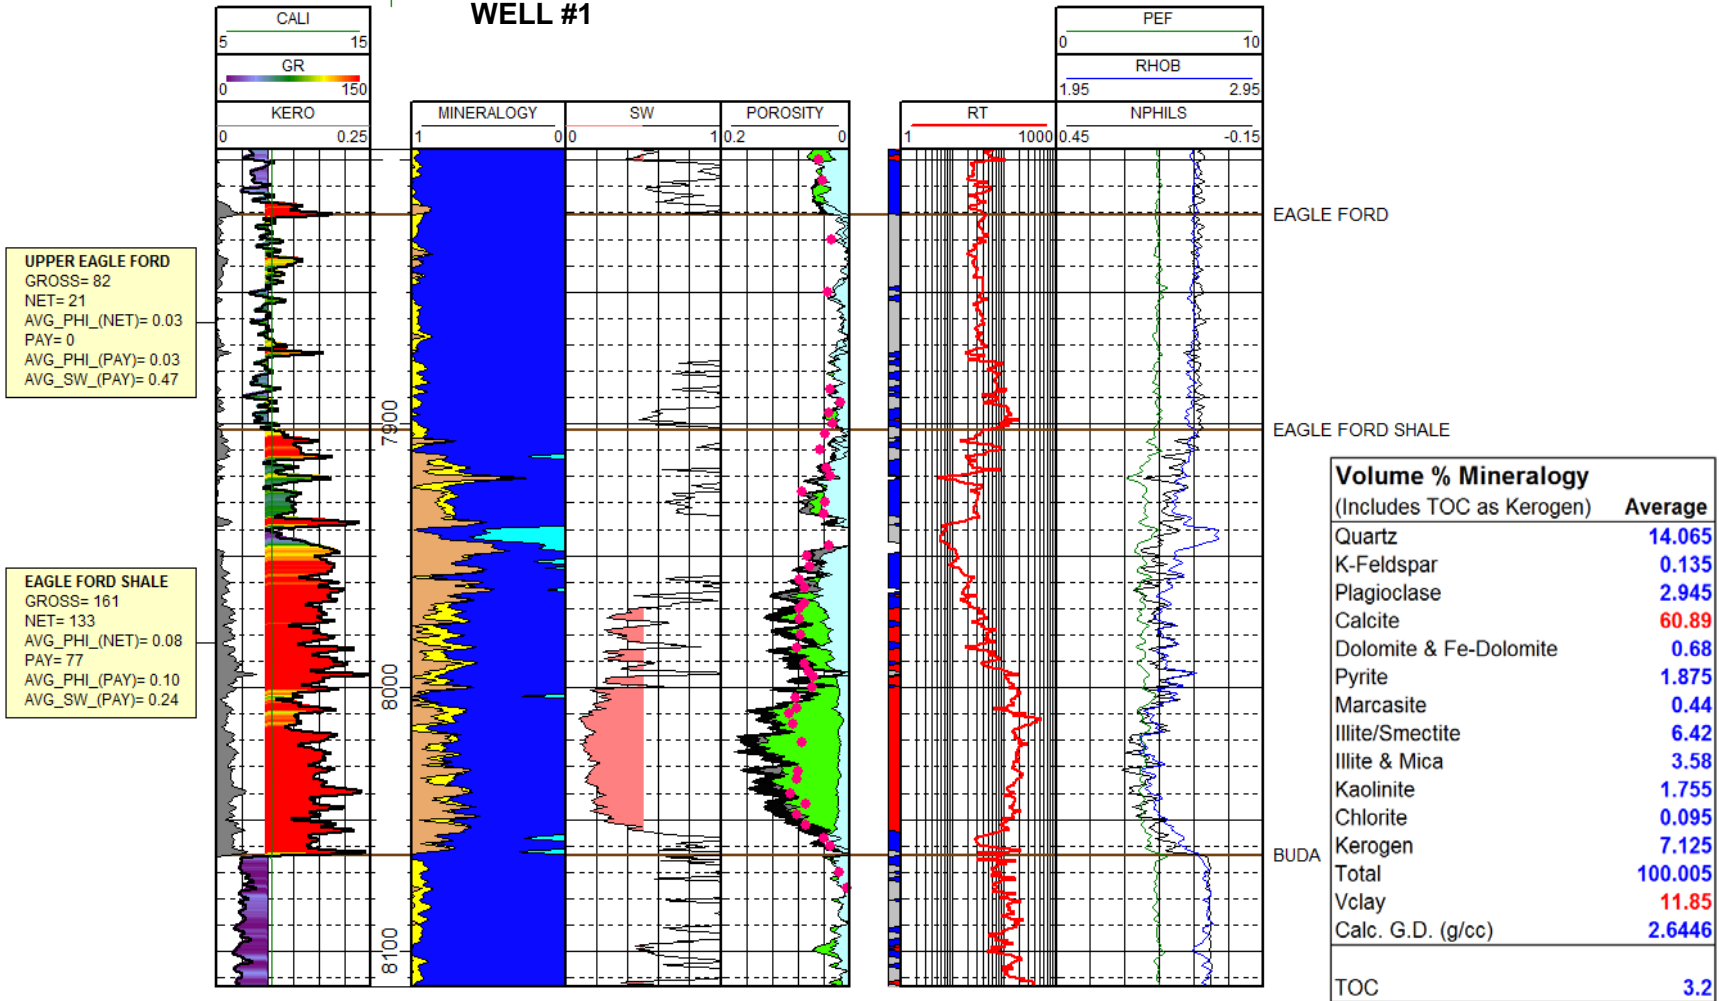 WELL #1
CALI
5 15
GR
0 150
KERO
0 0.25
MINERALOGY
1 0
SW
0 1
POROSITY
0.2 0
RT
1 1000
PEF
0 10
RHOB
1.95 2.95
NPHILS
0.45 -0.15
EAGLE FORD
UPPER EAGLE FORD
GROSS= 82
NET= 21
AVG_PHI_(NET)= 0.03
PAY= 0
AVG_PHI_(PAY)= 0.03
AVG_SW_(PAY)= 0.47
7900
EAGLE FORD SHALE
EAGLE FORD SHALE
GROSS= 161
NET= 133
AVG_PHI_(NET)= 0.08
PAY= 77
AVG_PHI_(PAY)= 0.10
AVG_SW_(PAY)= 0.24
8000
BUDA
8100
Volume % Mineralogy
(Includes TOC as Kerogen) Average
Quartz 14.065
K-Feldspar 0.135
Plagioclase 2.945
Calcite 60.89
Dolomite & Fe-Dolomite 0.68
Pyrite 1.875
Marcasite 0.44
Illite/Smectite 6.42
Illite & Mica 3.58
Kaolinite 1.755
Chlorite 0.095
Kerogen 7.125
Total 100.005
Vclay 11.85
Calc. G.D. (g/cc) 2.6446
TOC 3.2